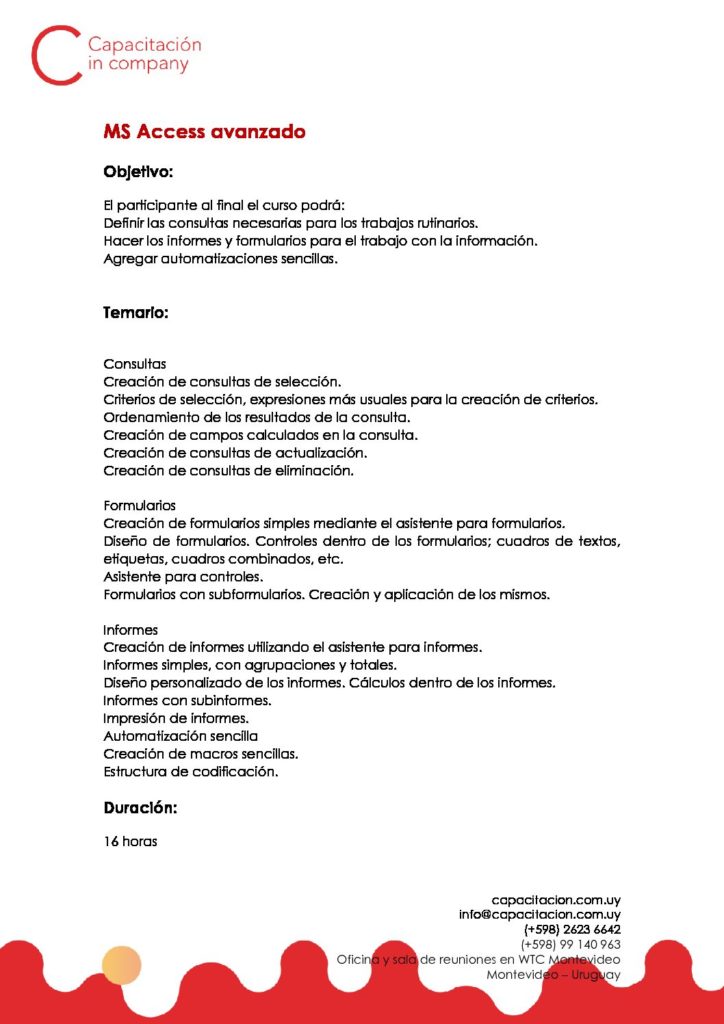 Capacitación
in company
MS Access avanzado
Objetivo:
El participante al final el curso podrá:
Definir las consultas necesarias para los trabajos rutinarios.
Hacer los informes y formularios para el trabajo con la información.
Agregar automatizaciones sencillas.
Temario:
Consultas
Creación de consultas de selección.
Criterios de selección, expresiones más usuales para la creación de criterios.
Ordenamiento de los resultados de la consulta.
Creación de campos calculados en la consulta.
Creación de consultas de actualización.
Creación de consultas de eliminación.
Formularios
Creación de formularios simples mediante el asistente para formularios.
Diseño de formularios. Controles dentro de los formularios; cuadros de textos,
etiquetas, cuadros combinados, etc.
Asistente para controles.
Formularios con subformularios. Creación y aplicación de los mismos.
Informes
Creación de informes utilizando el asistente para informes.
Informes simples, con agrupaciones y totales.
Diseño personalizado de los informes. Cálculos dentro de los informes.
Informes con subinformes.
Impresión de informes.
Automatización sencilla
Creación de macros sencillas.
Estructura de codificación.
Duración:
16 horas
capacitacion.com.uy
info@capacitacion.com.uy
(+598) 2623 6642
(+598) 99 140 963
Oficina y sala de reuniones en WTC Montevideo
Montevideo – Uruguay